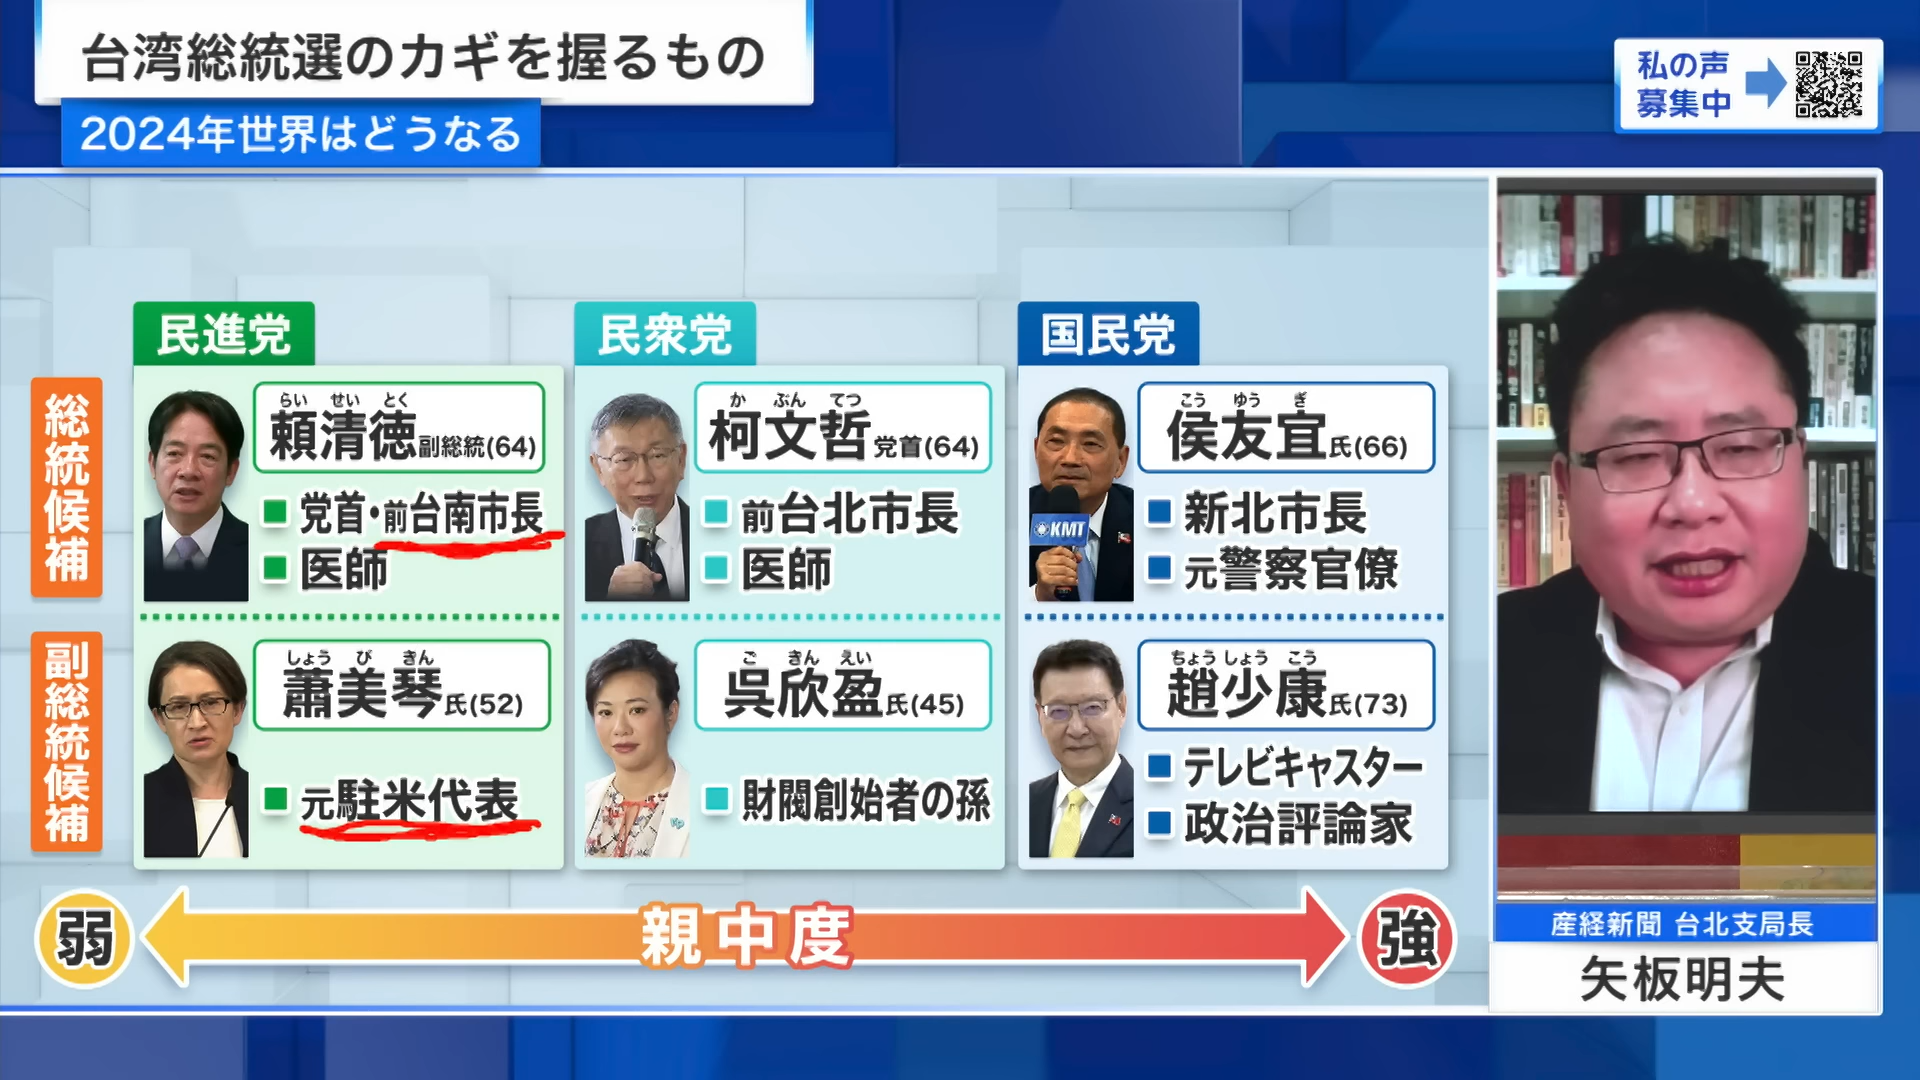 台湾総統選のカギを握るもの
2024年世界はどうなる
私の声
募集中
民進党
民衆党
国民党
総統候補
らい せい とく
頼清徳副総統(64)
党首・前台南市長
医師
か ぶん てつ
柯文哲党首(64)
前台北市長
医師
こう ゆう ぎ
侯友宜氏(66)
新北市長
元警察官僚
KMT
副総統候補
しょう び きん
蕭美琴氏(52)
元駐米代表
ご きん えい
呉欣盈氏(45)
財閥創始者の孫
ちょう しょう こう
趙少康氏(73)
テレビキャスター
政治評論家
弱
親中度
強
産経新聞 台北支局長
矢板明夫